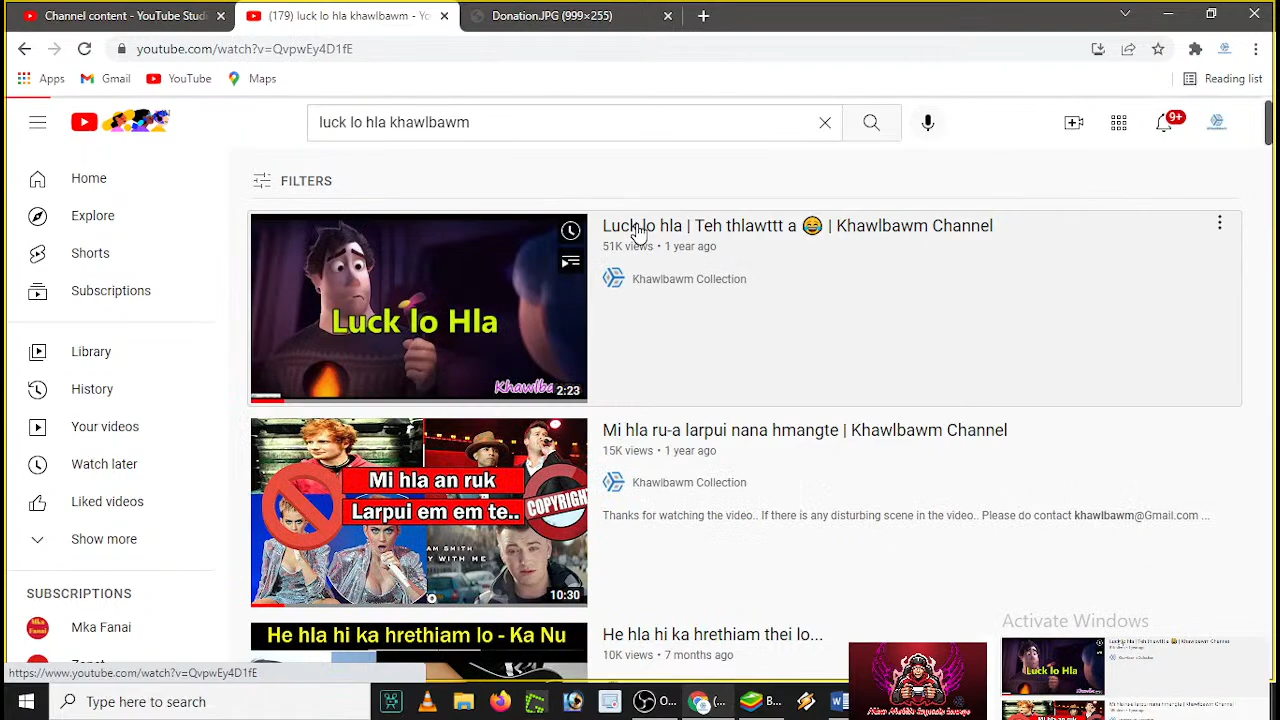 Channel content - YouTube Studi
(179) luck lo hla khawlbawm - Yo
Donation.JPG (999×255)
youtube.com/watch?v=QvpwEy4D1fE
Apps
Gmail
YouTube
Maps
Reading list
luck lo hla khawlbawm
9+
Home
Explore
Shorts
Subscriptions
Library
History
Your videos
Watch later
Liked videos
Show more
SUBSCRIPTIONS
Mka Fanai
FILTERS
Luck lo Hla
2:23
Luck lo hla | Teh thlawttt a 😂 | Khawlbawm Channel
51K views • 1 year ago
Khawlbawm Collection
Mi hla an ruk
Larpui em em te..
COPYRIGHT
10:30
Mi hla ru-a larpui nana hmangte | Khawlbawm Channel
15K views • 1 year ago
Khawlbawm Collection
Thanks for watching the video.. If there is any disturbing scene in the video.. Please do contact khawlbawm@Gmail.com ...
He hla hi ka hrethiam lo - Ka Nu
He hla hi ka hrethiam thei lo...
10K views • 7 months ago
Activate Windows
Luck lo Hla
https://www.youtube.com/watch?v=QvpwEy4D1fE
Type here to search
O...
(...
B...